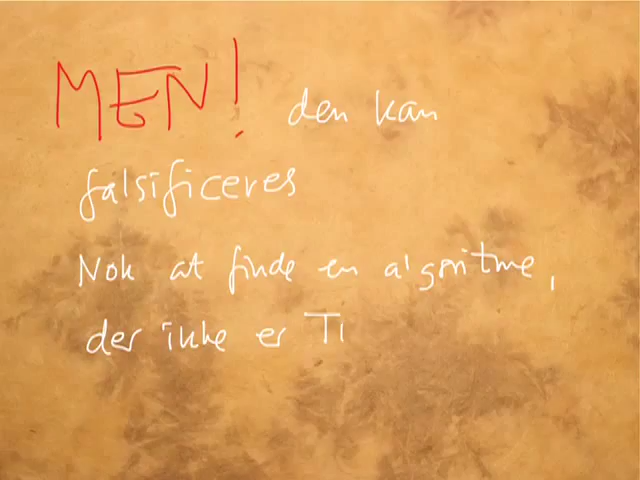 MEN! den kan
falsificeres
Nok at finde en algoritme,
der ikke er TI